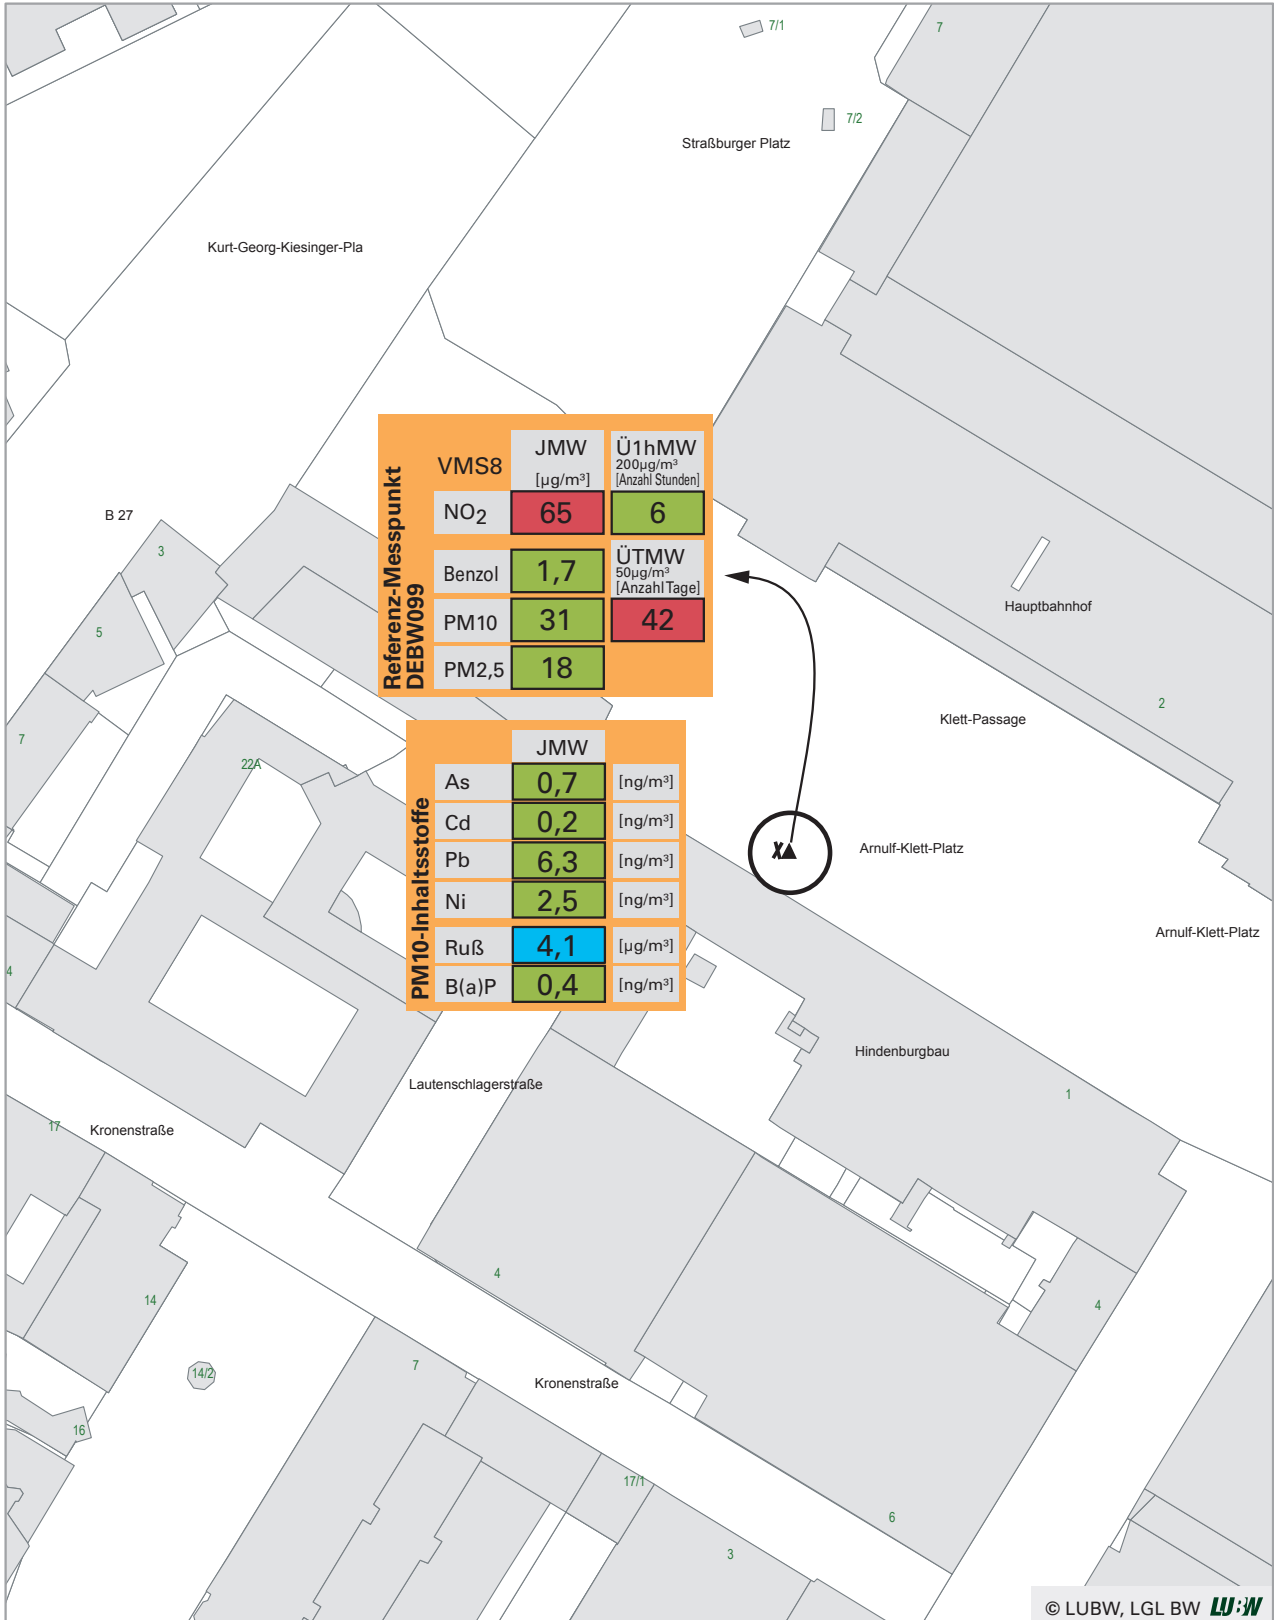 7/1
7
7/2
Straßburger Platz
Kurt-Georg-Kiesinger-Pla
Referenz-Messpunkt
DEBW099
VMS8
JMW
[µg/m³]
Ü1hMW
200µg/m³
[Anzahl Stunden]
NO2
65
6
Benzol
1,7
ÜTMW
50µg/m³
[Anzahl Tage]
PM10
31
42
PM2,5
18
B 27
3
5
7
22A
Hauptbahnhof
2
Klett-Passage
PM10-Inhaltsstoffe
JMW
As
0,7
[ng/m³]
Cd
0,2
[ng/m³]
Pb
6,3
[ng/m³]
Ni
2,5
[ng/m³]
Ruß
4,1
[µg/m³]
B(a)P
0,4
[ng/m³]
X
Arnulf-Klett-Platz
Arnulf-Klett-Platz
4
Hindenburgbau
1
Lautenschlagerstraße
17
Kronenstraße
4
14
4
14/2
7
Kronenstraße
16
17/1
6
3
© LUBW, LGL BW LUBW